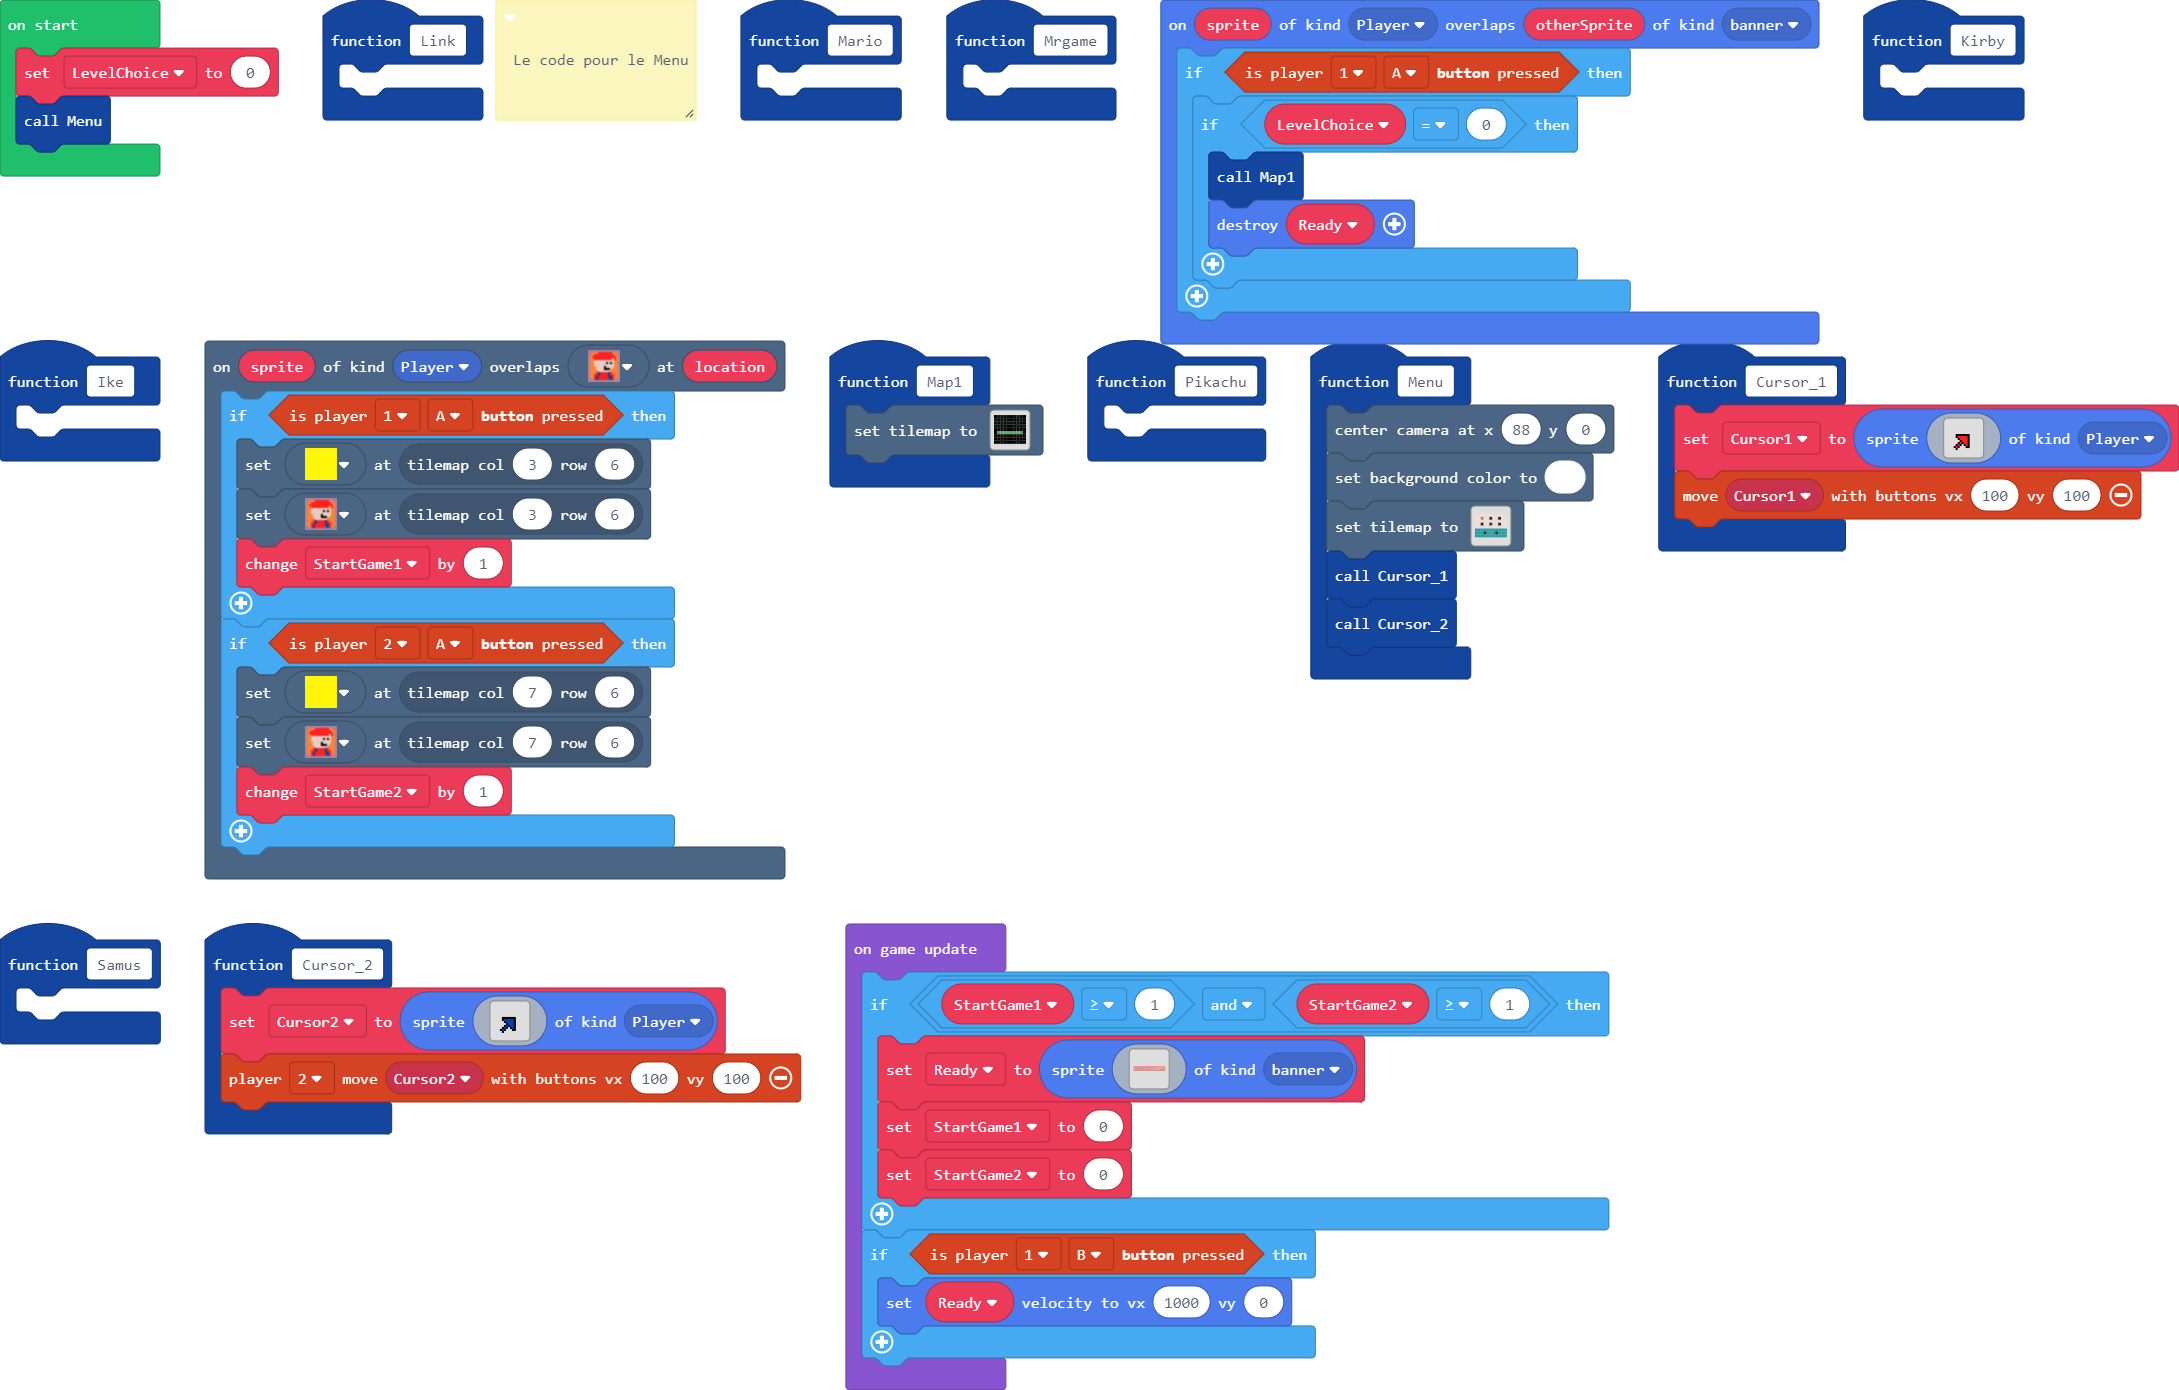 on start
set LevelChoice to 0
call Menu
function Link
Le code pour le Menu
function Mario
function Mrgame
on sprite of kind Player overlaps otherSprite of kind banner
if is player 1 A button pressed then
if LevelChoice = 0 then
call Map1
destroy Ready
function Kirby
function Ike
on sprite of kind Player overlaps at location
if is player 1 A button pressed then
set at tilemap col 3 row 6
set at tilemap col 3 row 6
change StartGame1 by 1
if is player 2 A button pressed then
set at tilemap col 7 row 6
set at tilemap col 7 row 6
change StartGame2 by 1
function Map1
set tilemap to
function Pikachu
function Menu
center camera at x 88 y 0
set background color to
set tilemap to
call Cursor_1
call Cursor_2
function Cursor_1
set Cursor1 to sprite of kind Player
move Cursor1 with buttons vx 100 vy 100
function Samus
function Cursor_2
set Cursor2 to sprite of kind Player
player 2 move Cursor2 with buttons vx 100 vy 100
on game update
if StartGame1 ≥ 1 and StartGame2 ≥ 1 then
set Ready to sprite of kind banner
set StartGame1 to 0
set StartGame2 to 0
if is player 1 B button pressed then
set Ready velocity to vx 1000 vy 0